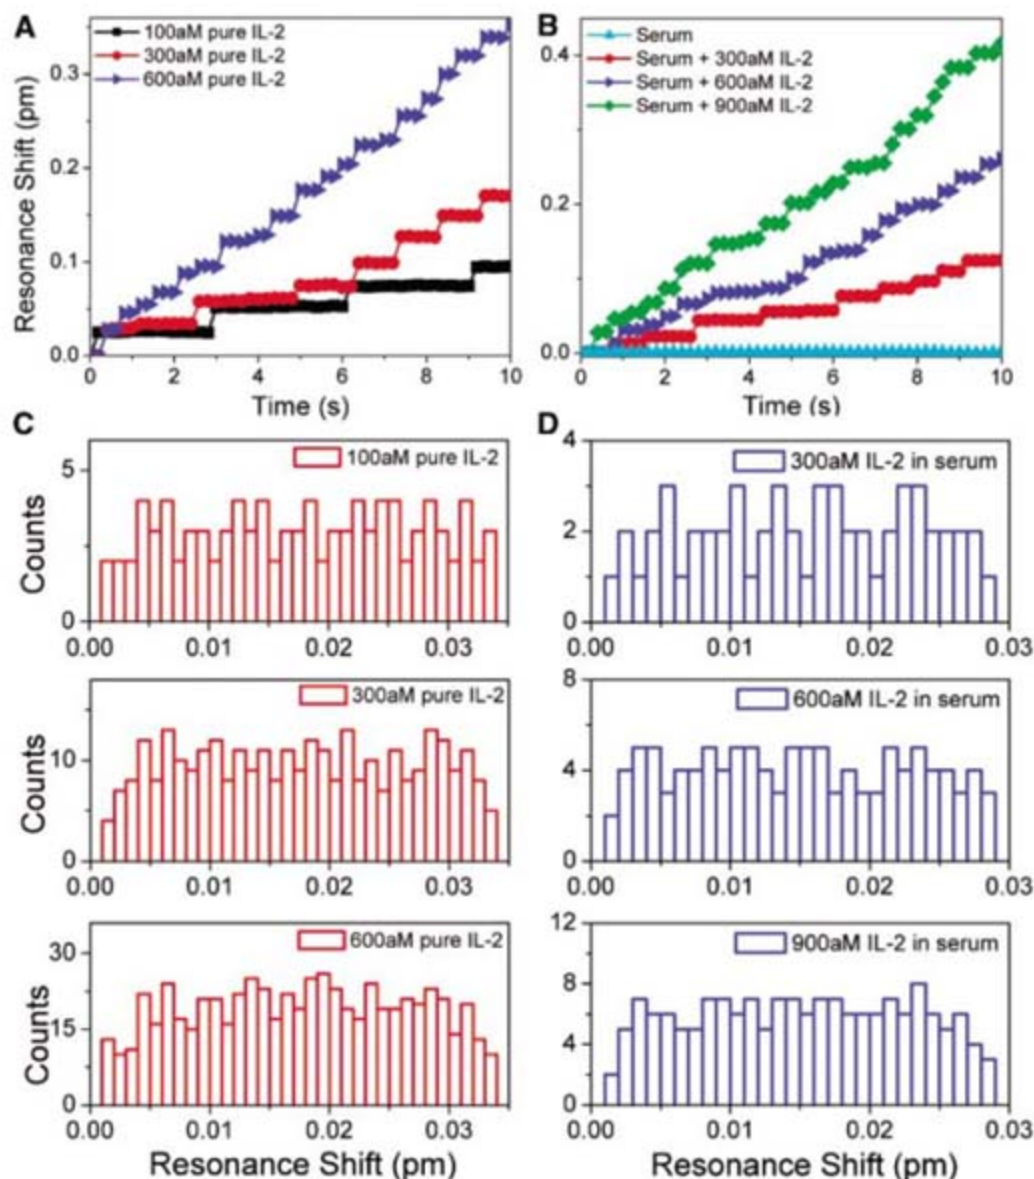 A
100aM pure IL-2
300aM pure IL-2
600aM pure IL-2
Resonance Shift (pm)
0.3
0.2
0.1
0.0
0 2 4 6 8 10
Time (s)
B
Serum
Serum + 300aM IL-2
Serum + 600aM IL-2
Serum + 900aM IL-2
0.4
0.2
0.0
0 2 4 6 8 10
Time (s)
C
100aM pure IL-2
Counts
5
0
0.00 0.01 0.02 0.03
300aM pure IL-2
Counts
10
0
0.00 0.01 0.02 0.03
600aM pure IL-2
Counts
30
15
0
0.00 0.01 0.02 0.03
Resonance Shift (pm)
D
300aM IL-2 in serum
4
2
0
0.00 0.01 0.02 0.03
600aM IL-2 in serum
8
4
0
0.00 0.01 0.02 0.03
900aM IL-2 in serum
12
8
4
0
0.00 0.01 0.02 0.03
Resonance Shift (pm)